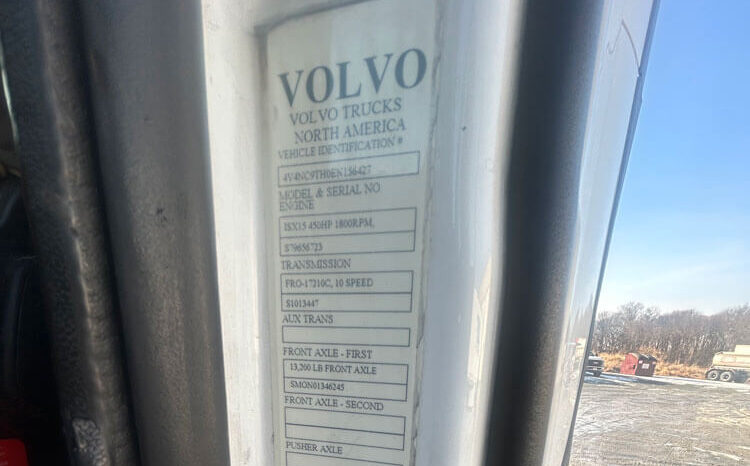 VOLVO
VOLVO TRUCKS
NORTH AMERICA
VEHICLE IDENTIFICATION #
4V4NC9TH0EN156427
MODEL & SERIAL NO
ENGINE
ISX15 450HP 1800RPM,
S79656723
TRANSMISSION
FRO-17210C, 10 SPEED
S1013447
AUX TRANS
FRONT AXLE - FIRST
13,200 LB FRONT AXLE
SMON01346245
FRONT AXLE - SECOND
PUSHER AXLE